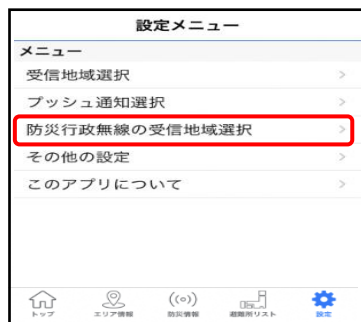 設定メニュー
メニュー
受信地域選択
プッシュ通知選択
防災行政無線の受信地域選択
その他の設定
このアプリについて
トップ エリア情報 防災情報 避難所リスト 設定